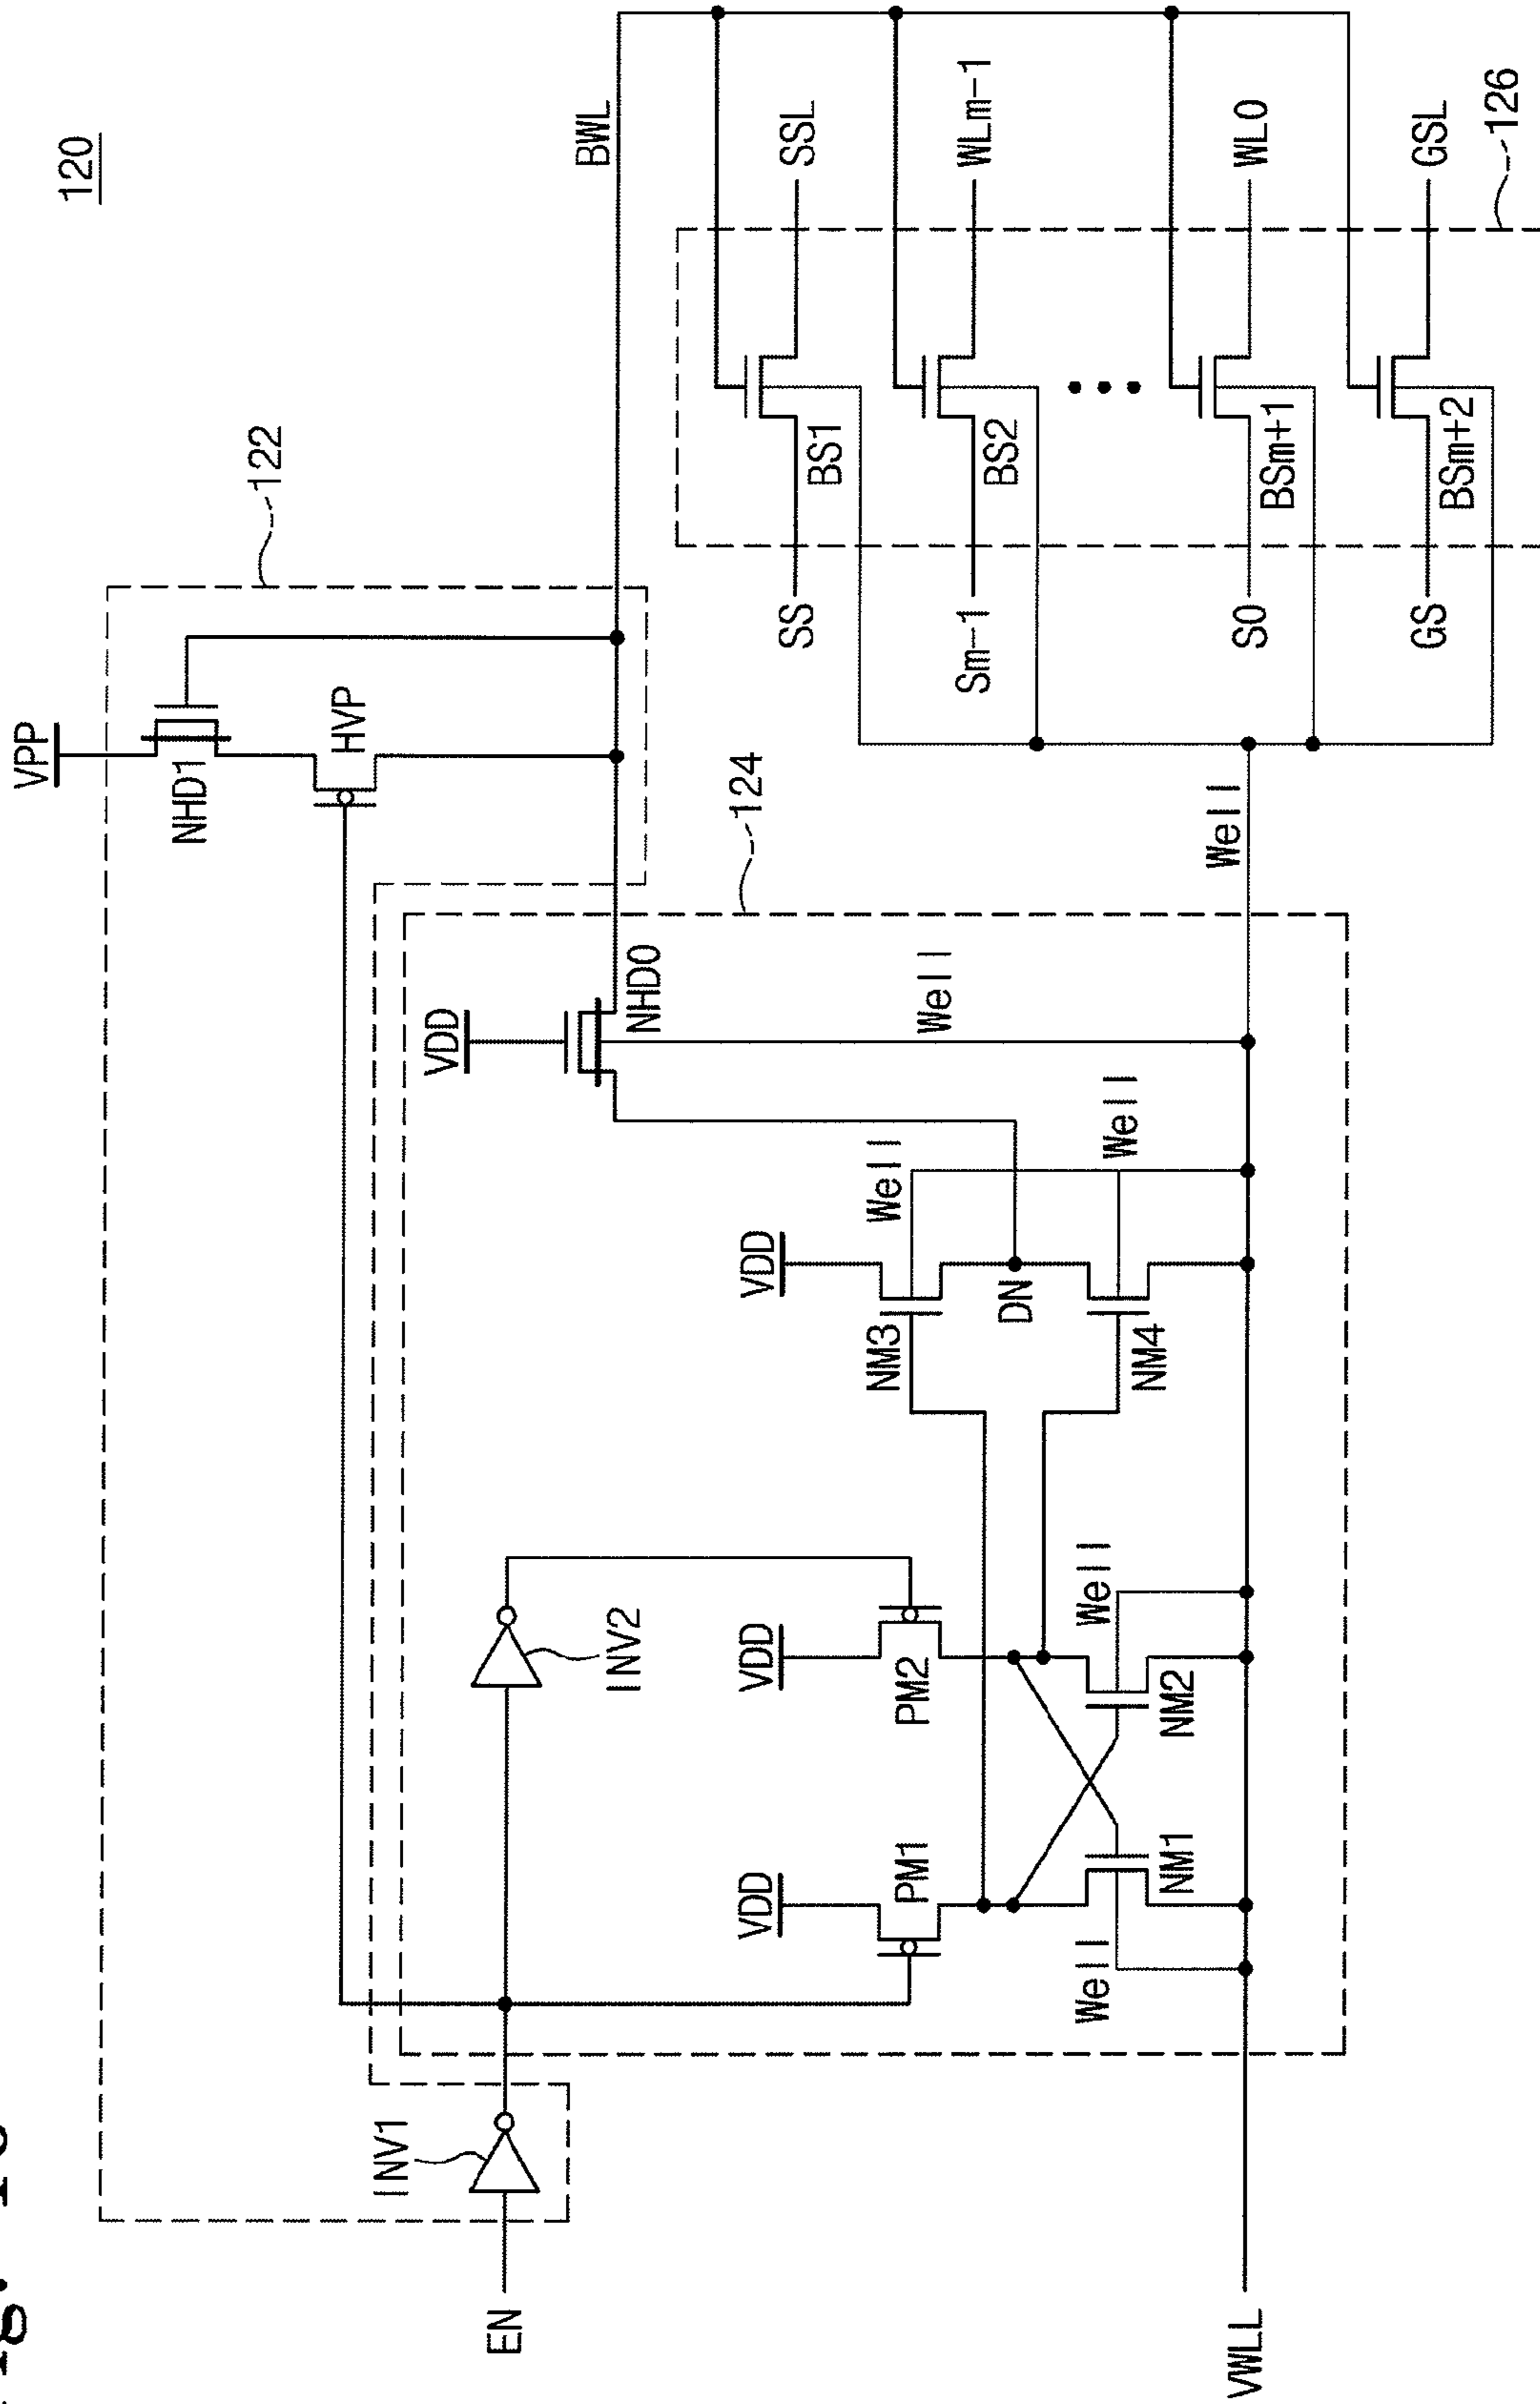 120
VPP
122
NHD1
HVP
BWL
INV1
EN
INV2
VDD
NHD0
124
SS
BS1
SSL
Sm-1
BS2
WLm-1
S0
BSm+1
WL0
GS
BSm+2
GSL
126
VDD
PM1
VDD
PM2
VDD
NM3
Well
Well
DN
NM4
Well
Well
NM1
Well
NM2
Well
VWLL